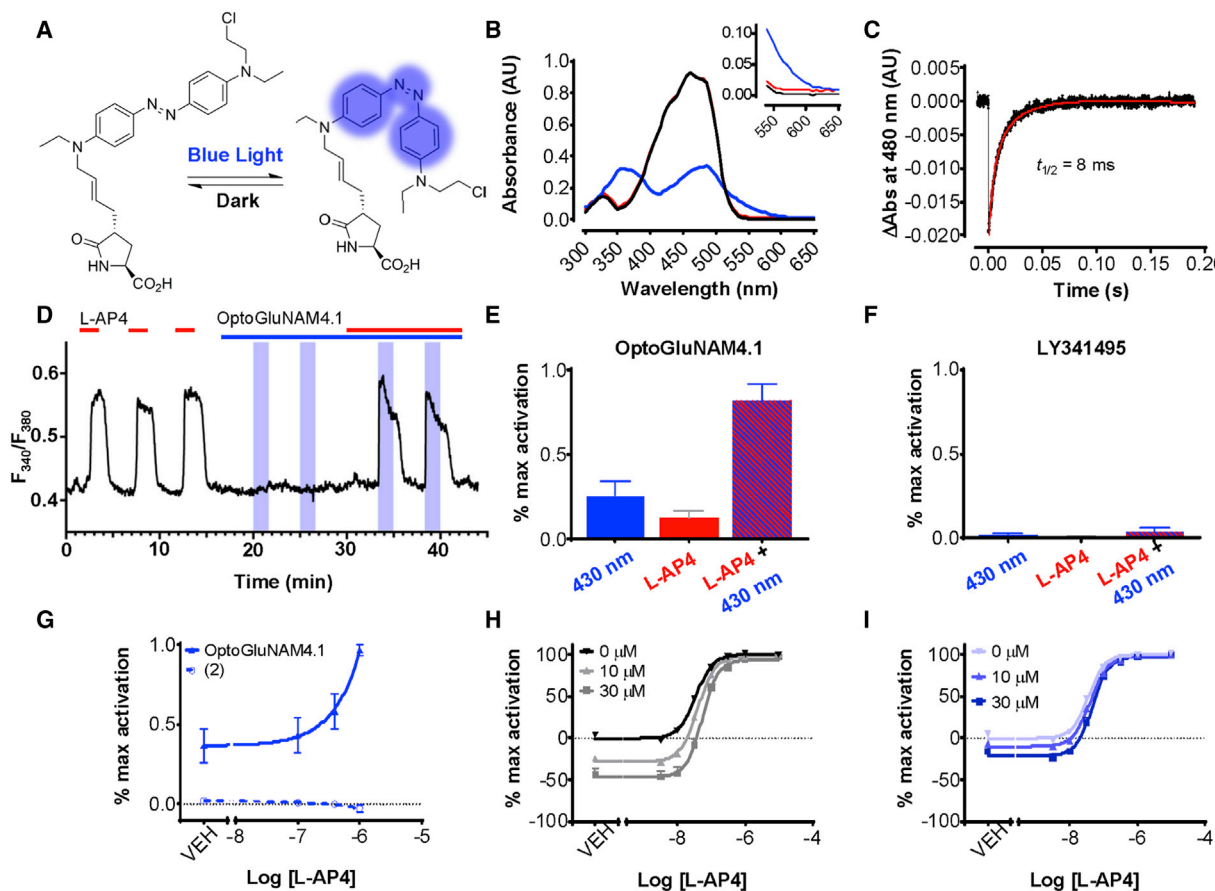 A
Cl
N
N
N
N
Blue Light
Dark
O
HN
CO₂H
N
N
N
N
Cl
O
HN
CO₂H
B
Absorbance (AU)
1.0
0.8
0.6
0.4
0.2
0.0
300 350 400 450 500 550 600 650
Wavelength (nm)
0.10
0.05
0.00
550 600 650
C
ΔAbs at 480 nm (AU)
0.005
0.000
-0.005
-0.010
-0.015
-0.020
t1/2 = 8 ms
0.00 0.05 0.10 0.15 0.20
Time (s)
D
L-AP4
OptoGluNAM4.1
F340/F380
0.6
0.5
0.4
0 10 20 30 40
Time (min)
E
OptoGluNAM4.1
% max activation
1.0
0.5
0.0
430 nm
L-AP4
L-AP4 +
430 nm
F
LY341495
% max activation
1.0
0.5
0.0
430 nm
L-AP4
L-AP4 +
430 nm
G
OptoGluNAM4.1
(2)
% max activation
1.0
0.5
0.0
VEH -8 -7 -6 -5
Log [L-AP4]
H
0 μM
10 μM
30 μM
% max activation
100
50
0
-50
-100
VEH -8 -6 -4
Log [L-AP4]
I
0 μM
10 μM
30 μM
% max activation
100
50
0
-50
-100
VEH -8 -6 -4
Log [L-AP4]